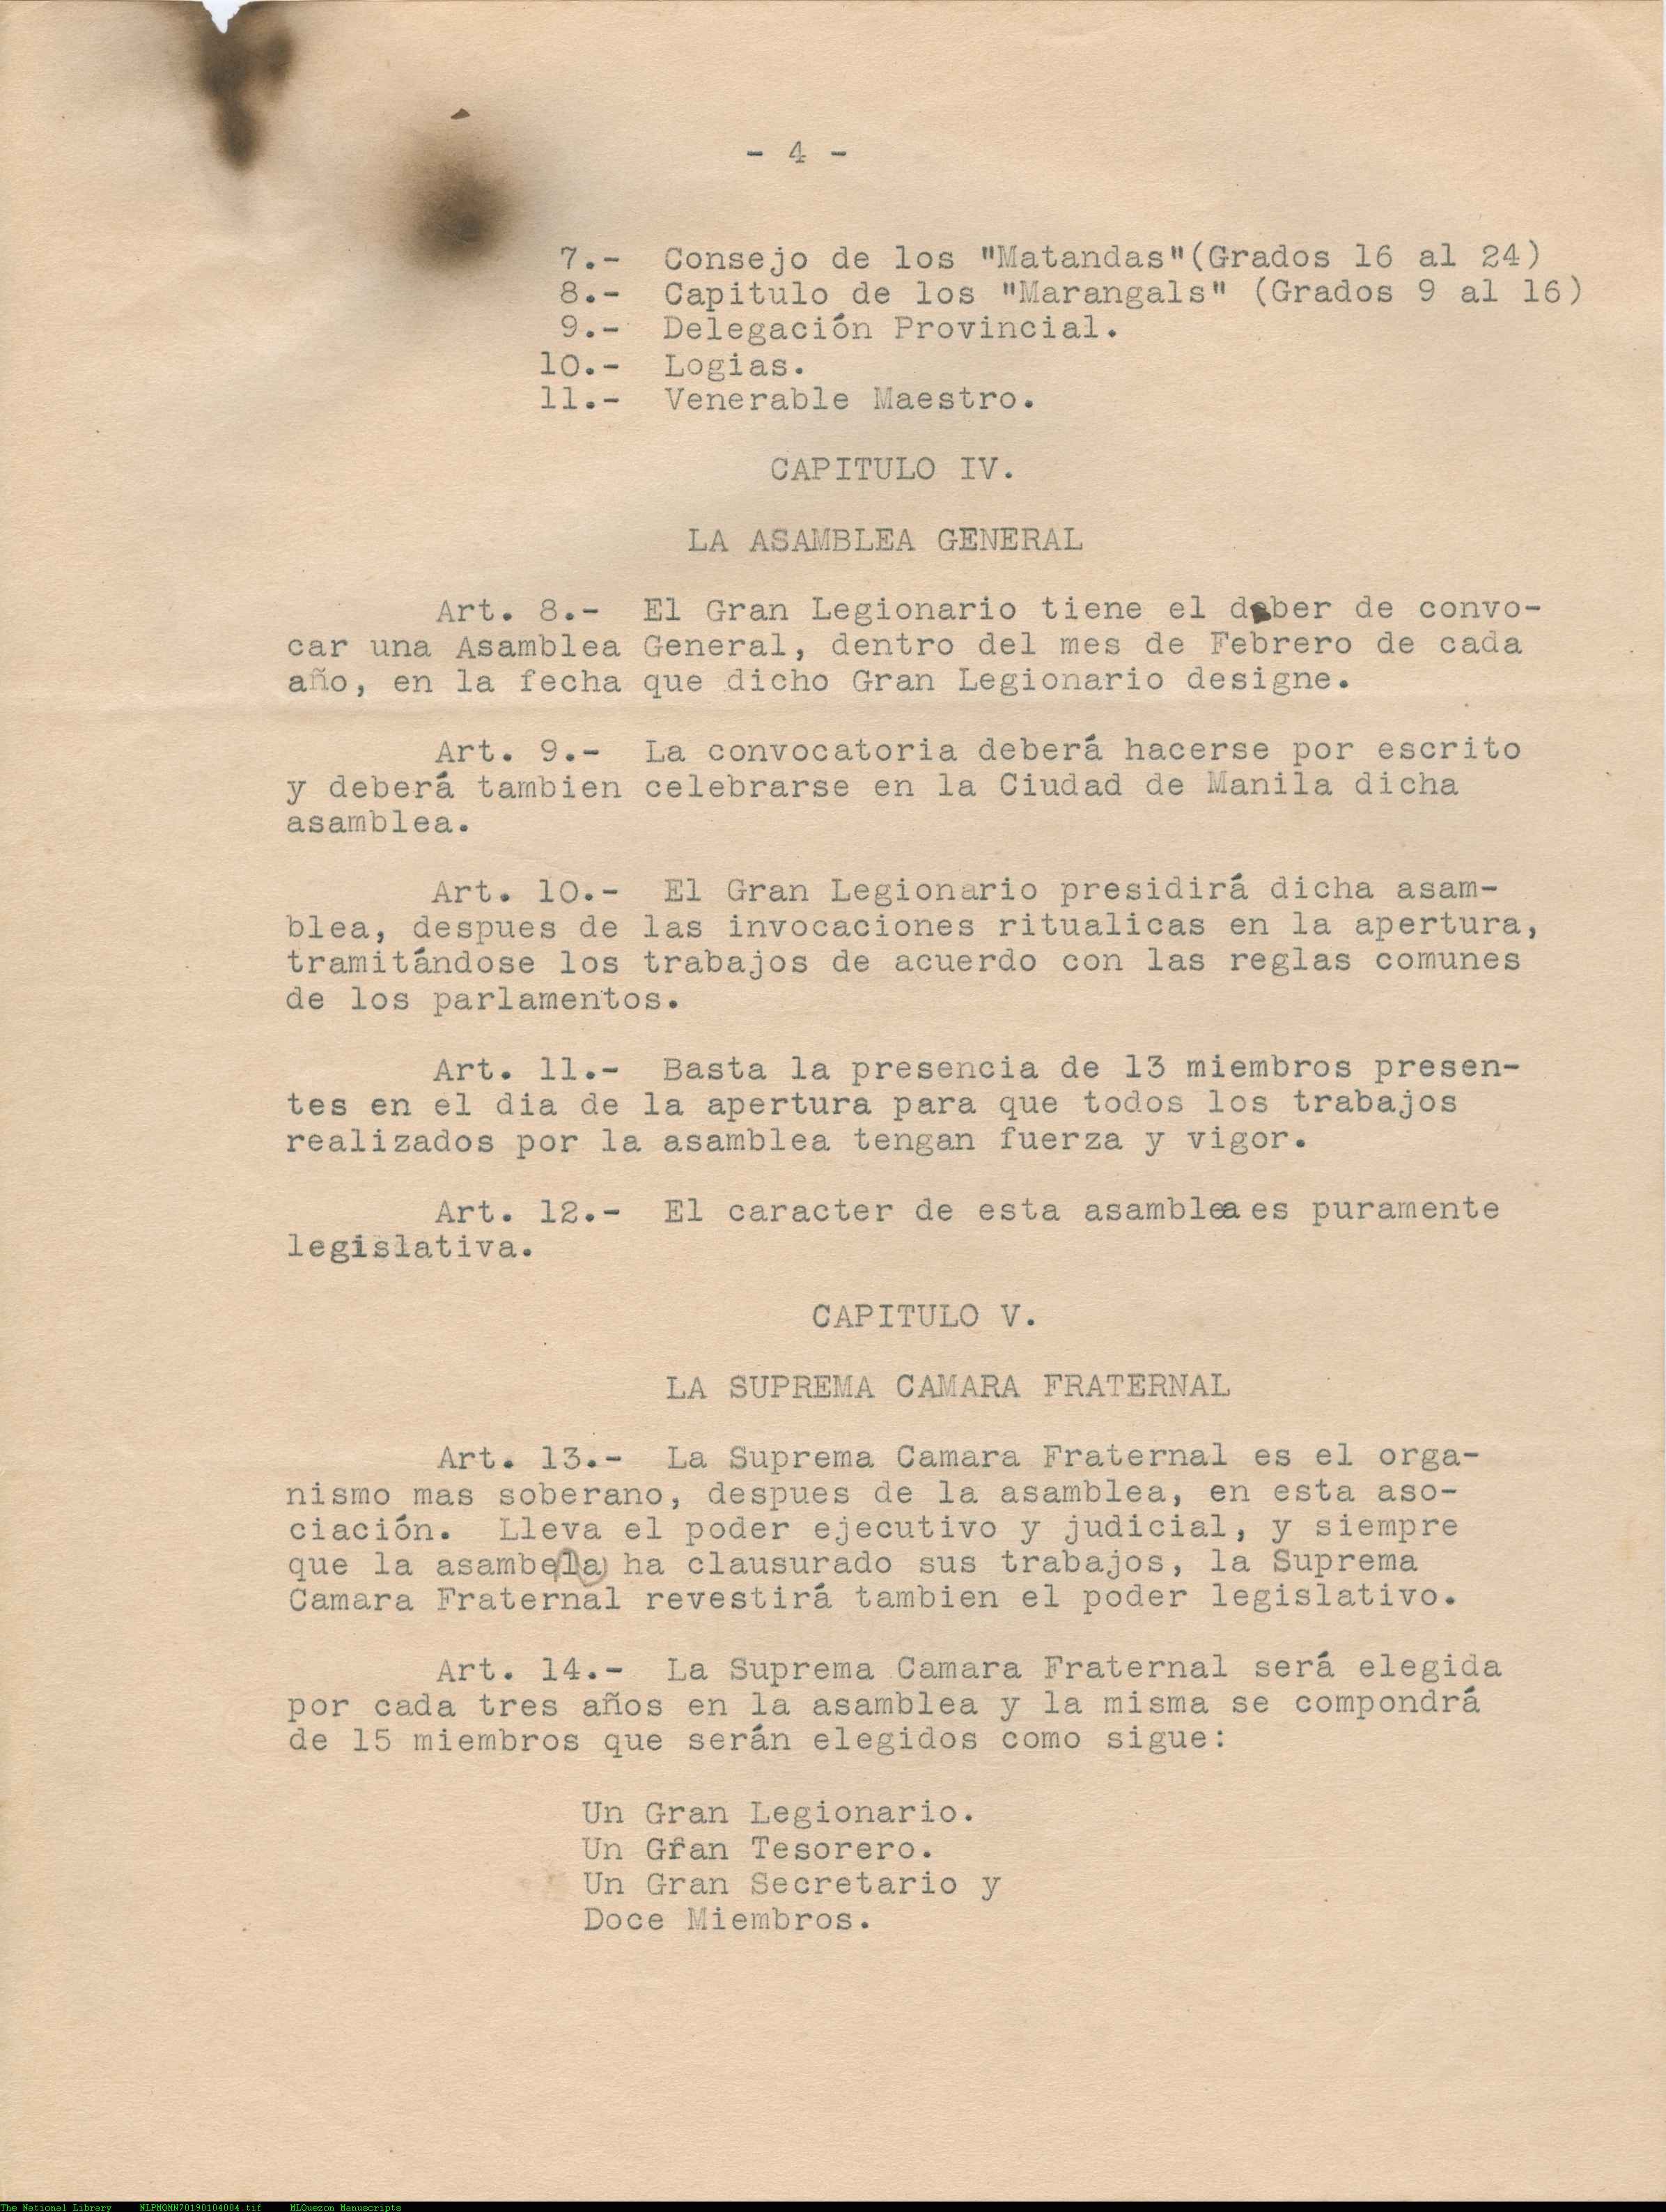 - 4 -
7.- Consejo de los "Matandas"(Grados 16 al 24)
8.- Capitulo de los "Marangals" (Grados 9 al 16)
9.- Delegación Provincial.
10.- Logias.
11.- Venerable Maestro.
CAPITULO IV.
LA ASAMBLEA GENERAL
Art. 8.- El Gran Legionario tiene el deber de convo-
car una Asamblea General, dentro del mes de Febrero de cada
año, en la fecha que dicho Gran Legionario designe.
Art. 9.- La convocatoria deberá hacerse por escrito
y deberá tambien celebrarse en la Ciudad de Manila dicha
asamblea.
Art. 10.- El Gran Legionario presidirá dicha asam-
blea, despues de las invocaciones ritualicas en la apertura,
tramitándose los trabajos de acuerdo con las reglas comunes
de los parlamentos.
Art. 11.- Basta la presencia de 13 miembros presen-
tes en el dia de la apertura para que todos los trabajos
realizados por la asamblea tengan fuerza y vigor.
Art. 12.- El caracter de esta asamblea es puramente
legislativa.
CAPITULO V.
LA SUPREMA CAMARA FRATERNAL
Art. 13.- La Suprema Camara Fraternal es el orga-
nismo mas soberano, despues de la asamblea, en esta aso-
ciación. Lleva el poder ejecutivo y judicial, y siempre
que la asambela ha clausurado sus trabajos, la Suprema
Camara Fraternal revestirá tambien el poder legislativo.
Art. 14.- La Suprema Camara Fraternal será elegida
por cada tres años en la asamblea y la misma se compondrá
de 15 miembros que serán elegidos como sigue:
Un Gran Legionario.
Un Gran Tesorero.
Un Gran Secretario y
Doce Miembros.
The National Library NLPMQMN70190104004.tif MLQuezon Manuscripts